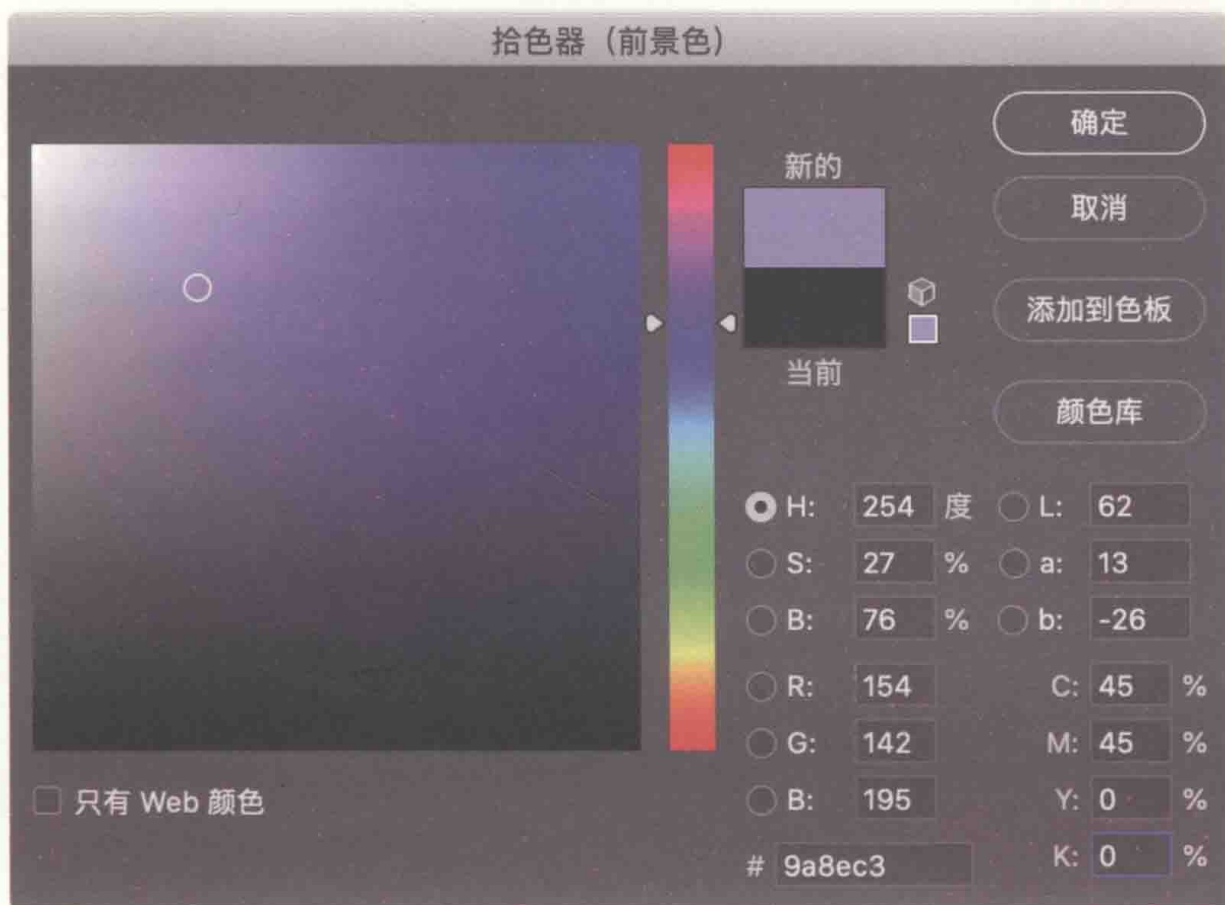 拾色器（前景色）
确定
新的
取消
添加到色板
当前
颜色库
H: 254 度 L: 62
S: 27 % a: 13
B: 76 % b: -26
R: 154 C: 45 %
G: 142 M: 45 %
只有 Web 颜色
B: 195 Y: 0 %
# 9a8ec3 K: 0 %